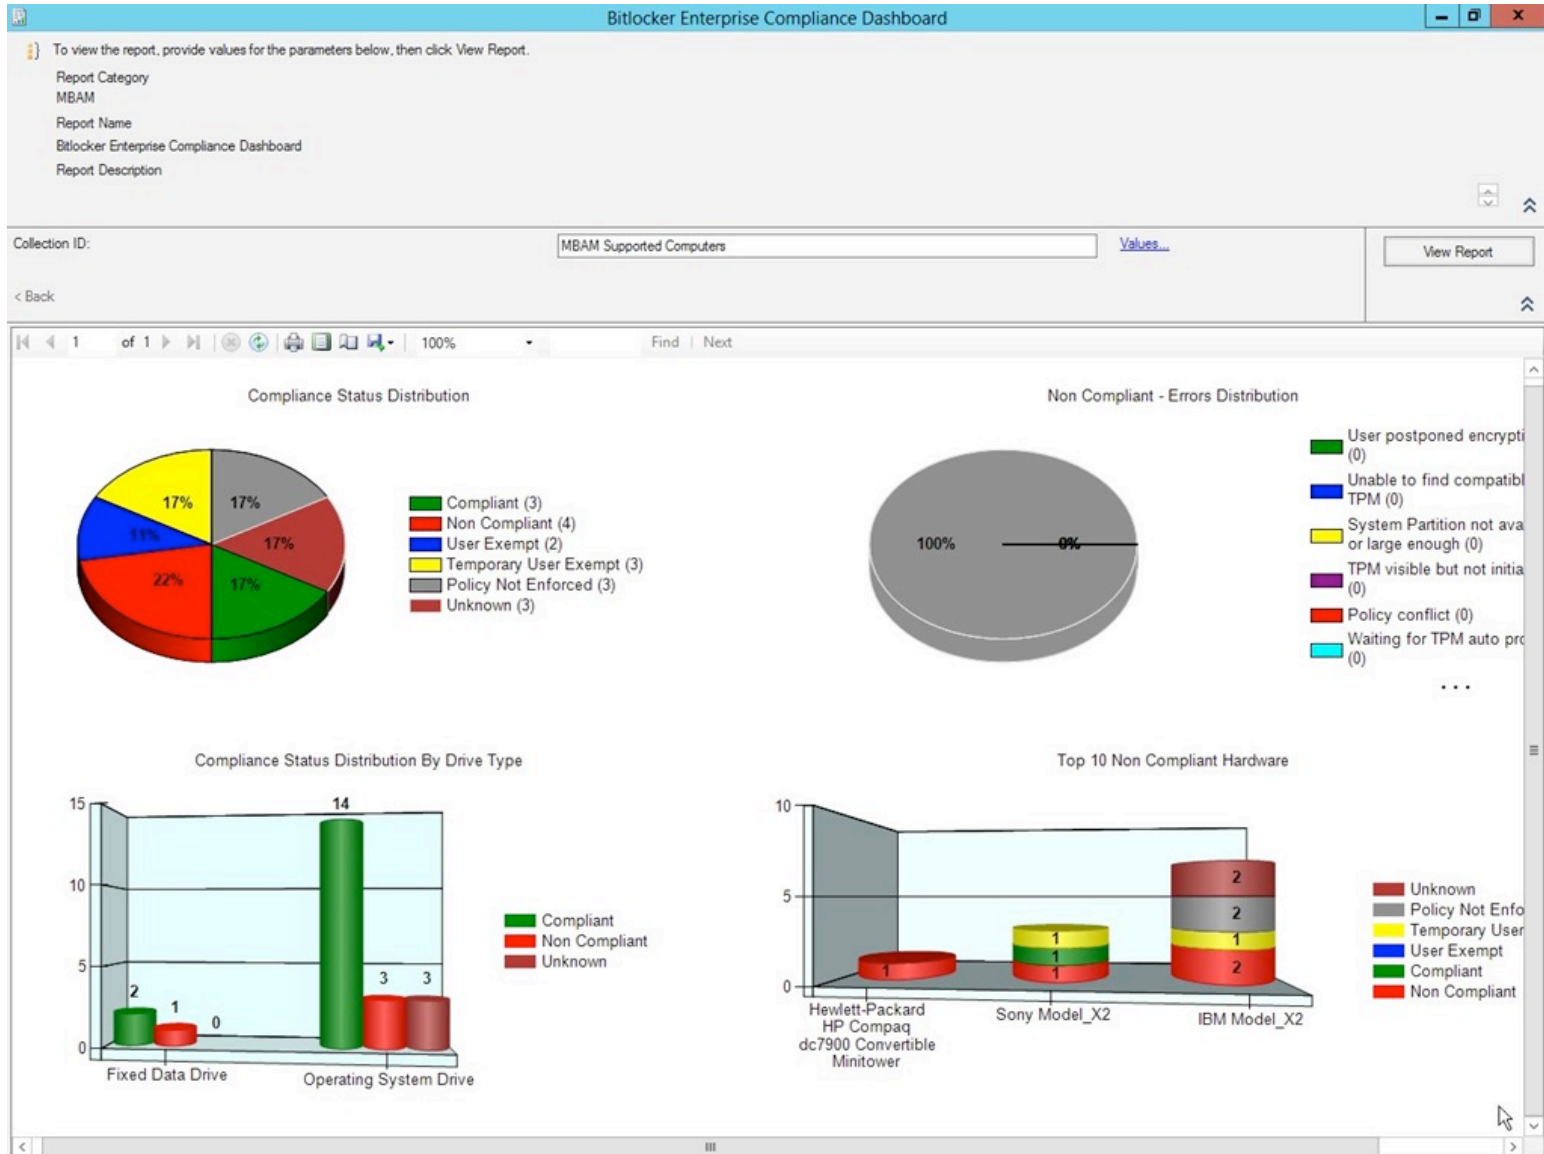 Bitlocker Enterprise Compliance Dashboard
To view the report, provide values for the parameters below, then click View Report.
Report Category
MBAM
Report Name
Bitlocker Enterprise Compliance Dashboard
Report Description
Collection ID:
MBAM Supported Computers
Values...
View Report
< Back
1 of 1
100%
Find | Next
Compliance Status Distribution
17%
17%
11%
17%
22%
17%
Compliant (3)
Non Compliant (4)
User Exempt (2)
Temporary User Exempt (3)
Policy Not Enforced (3)
Unknown (3)
Non Compliant - Errors Distribution
100%
0%
User postponed encrypti
(0)
Unable to find compatibl
TPM (0)
System Partition not ava
or large enough (0)
TPM visible but not initia
(0)
Policy conflict (0)
Waiting for TPM auto pro
(0)
...
Compliance Status Distribution By Drive Type
15
10
5
0
2
1
0
14
3
3
Fixed Data Drive
Operating System Drive
Compliant
Non Compliant
Unknown
Top 10 Non Compliant Hardware
10
5
0
1
1
1
1
2
2
1
2
Hewlett-Packard
HP Compaq
dc7900 Convertible
Minitower
Sony Model_X2
IBM Model_X2
Unknown
Policy Not Enfo
Temporary User
User Exempt
Compliant
Non Compliant